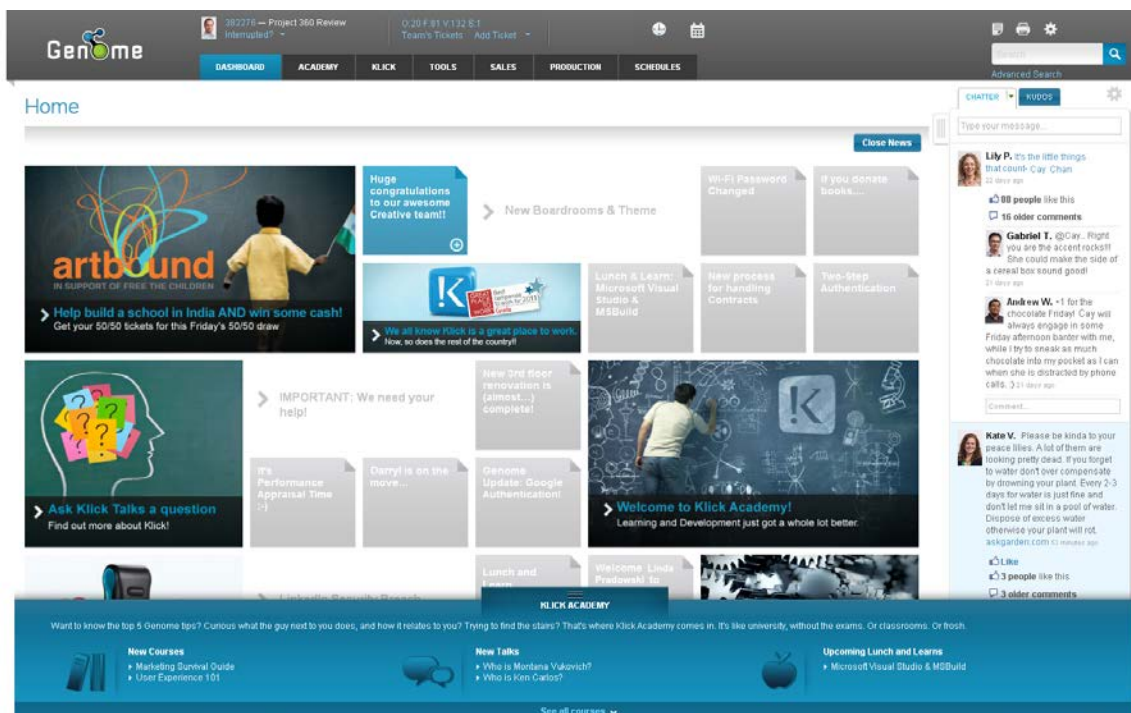 Genome
382276 — Project 360 Review
Interrupted?
O:20 F:81 V:132 S:1
Team's Tickets Add Ticket
Search
Advanced Search
DASHBOARD ACADEMY KLICK TOOLS SALES PRODUCTION SCHEDULES
Home
Close News
artbound
IN SUPPORT OF FREE THE CHILDREN
Help build a school in India AND win some cash!
Get your 50/50 tickets for this Friday's 50/50 draw
Huge
congratulations
to our awesome
Creative team!!
New Boardrooms & Theme
Wi-Fi Password
Changed
If you donate
books...
K
We all know Klick is a great place to work.
Now, so does the rest of the country!!
Lunch & Learn:
Microsoft Visual
Studio &
MSBuild
New process
for handling
Contracts
Two-Step
Authentication
Ask Klick Talks a question
Find out more about Klick!
IMPORTANT: We need your
help!
New 3rd floor
renovation is
(almost...)
complete!
It's
Performance
Appraisal Time
:-)
Darryl is on the
move...
Genome
Update: Google
Authentication!
K
Welcome to Klick Academy!
Learning and Development just got a whole lot better.
LinkedIn Security Breach
Lunch and
Learn
Welcome Linda
Pradowski to
CHATTER KUDOS
Type your message...
Lily P. It's the little things
that count- Cay Chan
22 days ago
88 people like this
16 older comments
Gabriel T. @Cay.. Right
you are the accent rocks!!!
She could make the side of
a cereal box sound good!
21 days ago
Andrew W. +1 for the
chocolate Friday! Cay will
always engage in some
Friday afternoon banter with me,
while I try to sneak as much
chocolate into my pocket as I can
when she is distracted by phone
calls. :) 21 days ago
Comment...
Kate V. Please be kinda to your
peace lilies. A lot of them are
looking pretty dead. If you forget
to water don't over compensate
by drowning your plant. Every 2-3
days for water is just fine and
don't let me sit in a pool of water.
Dispose of excess water
otherwise your plant will rot.
askgarden.com 53 minutes ago
Like
3 people like this
3 older comments
KLICK ACADEMY
Want to know the top 5 Genome tips? Curious what the guy next to you does, and how it relates to you? Trying to find the stairs? That's where Klick Academy comes in. It's like university, without the exams. Or classrooms. Or frosh.
New Courses
Marketing Survival Guide
User Experience 101
New Talks
Who is Montana Vukovich?
Who is Ken Carlos?
Upcoming Lunch and Learns
Microsoft Visual Studio & MSBuild
See all courses